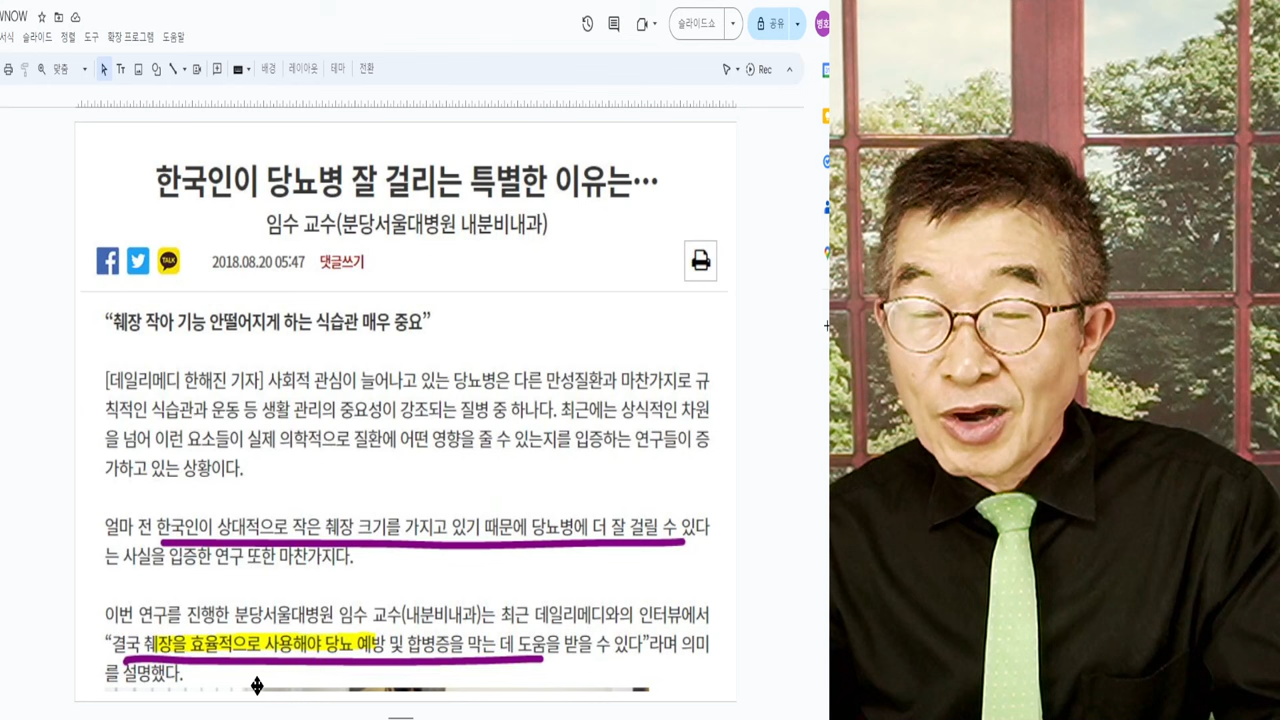 WNOW
서식 슬라이드 정렬 도구 확장 프로그램 도움말
슬라이드쇼
공유
병호
맞춤
Tт
배경 레이아웃 테마 전환
Rec
한국인이 당뇨병 잘 걸리는 특별한 이유는…
임수 교수(분당서울대병원 내분비내과)
TALK
2018.08.20 05:47 댓글쓰기
“췌장 작아 기능 안떨어지게 하는 식습관 매우 중요”
[데일리메디 한해진 기자] 사회적 관심이 늘어나고 있는 당뇨병은 다른 만성질환과 마찬가지로 규
칙적인 식습관과 운동 등 생활 관리의 중요성이 강조되는 질병 중 하나다. 최근에는 상식적인 차원
을 넘어 이런 요소들이 실제 의학적으로 질환에 어떤 영향을 줄 수 있는지를 입증하는 연구들이 증
가하고 있는 상황이다.
얼마 전 한국인이 상대적으로 작은 췌장 크기를 가지고 있기 때문에 당뇨병에 더 잘 걸릴 수 있다
는 사실을 입증한 연구 또한 마찬가지다.
이번 연구를 진행한 분당서울대병원 임수 교수(내분비내과)는 최근 데일리메디와의 인터뷰에서
“결국 췌장을 효율적으로 사용해야 당뇨 예방 및 합병증을 막는 데 도움을 받을 수 있다”라며 의미
를 설명했다.